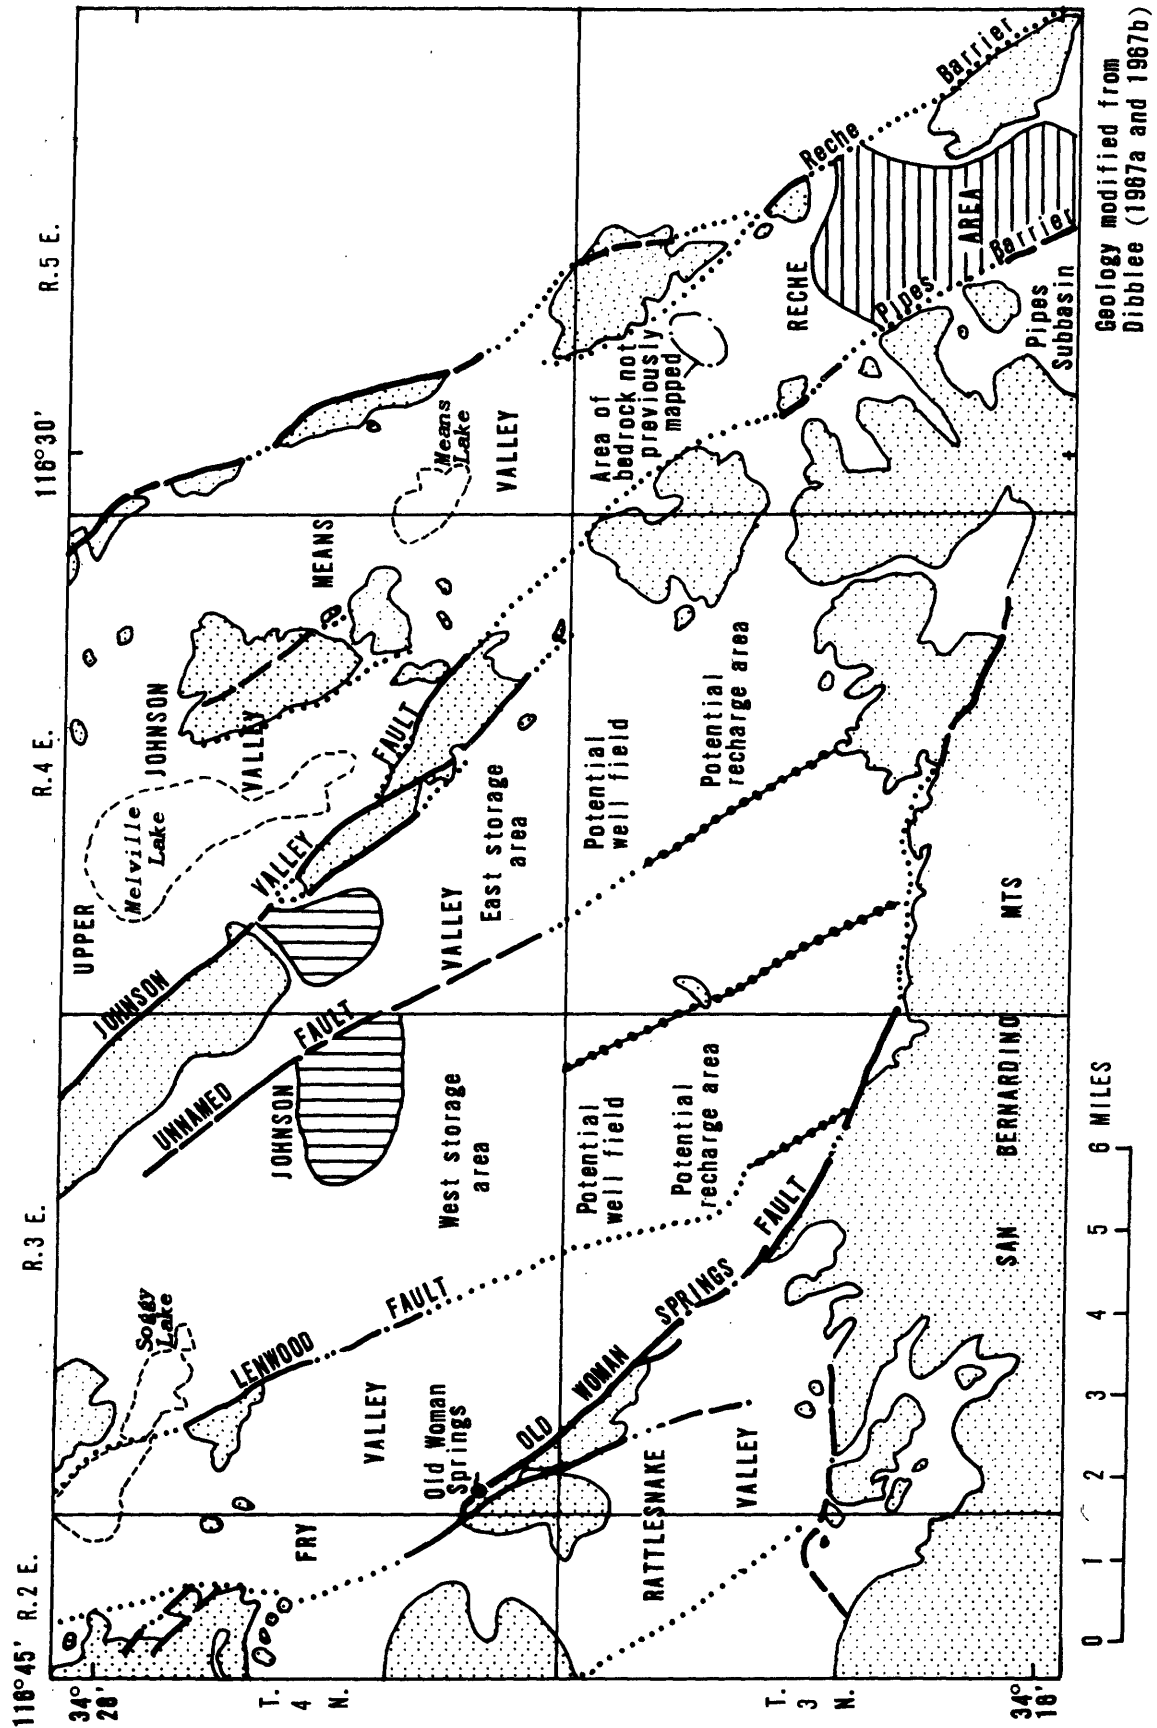 116°45' R.2 E.
R.3 E.
R.4 E.
116°30'
R.5 E.
34°
28'
T.
4
N.
T.
3
N.
34°
18'
Soggy
Lake
LENWOOD
FAULT
FRY
VALLEY
Old Woman
Springs
OLD WOMAN SPRINGS FAULT
RATTLESNAKE
VALLEY
UPPER
JOHNSON
VALLEY
Melville
Lake
JOHNSON VALLEY FAULT
UNNAMED FAULT
JOHNSON
VALLEY
West storage
area
East storage
area
Potential
well field
Potential
recharge area
Potential
well field
Potential
recharge area
MEANS
VALLEY
Means
Lake
Area of
bedrock not
previously
mapped
RECHE
AREA
Reche Barrier
Pipes Barrier
Pipes
Subbasin
SAN BERNARDINO MTS
0 1 2 3 4 5 6 MILES
Geology modified from
Dibblee (1967a and 1967b)